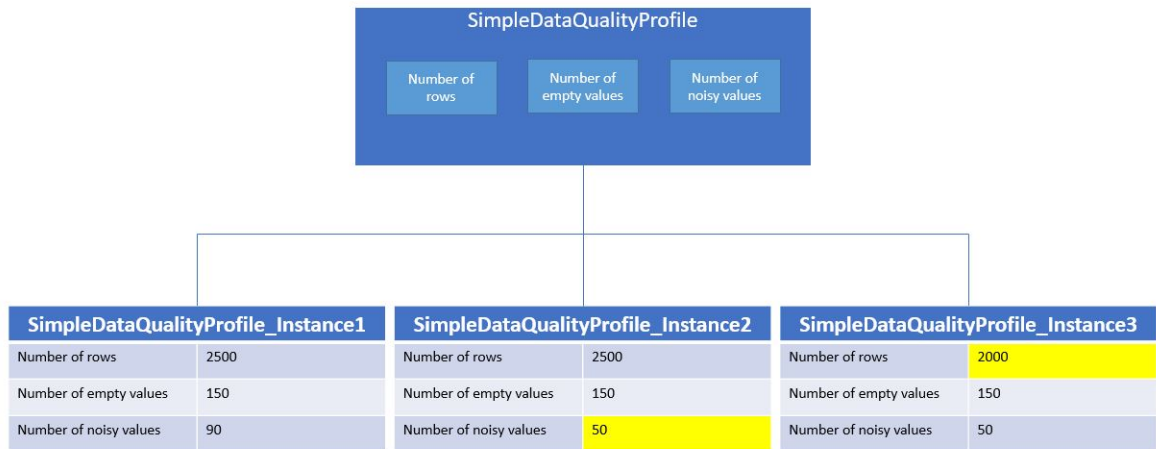 SimpleDataQualityProfile
Number of
rows
Number of
empty values
Number of
noisy values
SimpleDataQualityProfile_Instance1
Number of rows 2500
Number of empty values 150
Number of noisy values 90
SimpleDataQualityProfile_Instance2
Number of rows 2500
Number of empty values 150
Number of noisy values 50
SimpleDataQualityProfile_Instance3
Number of rows 2000
Number of empty values 150
Number of noisy values 50